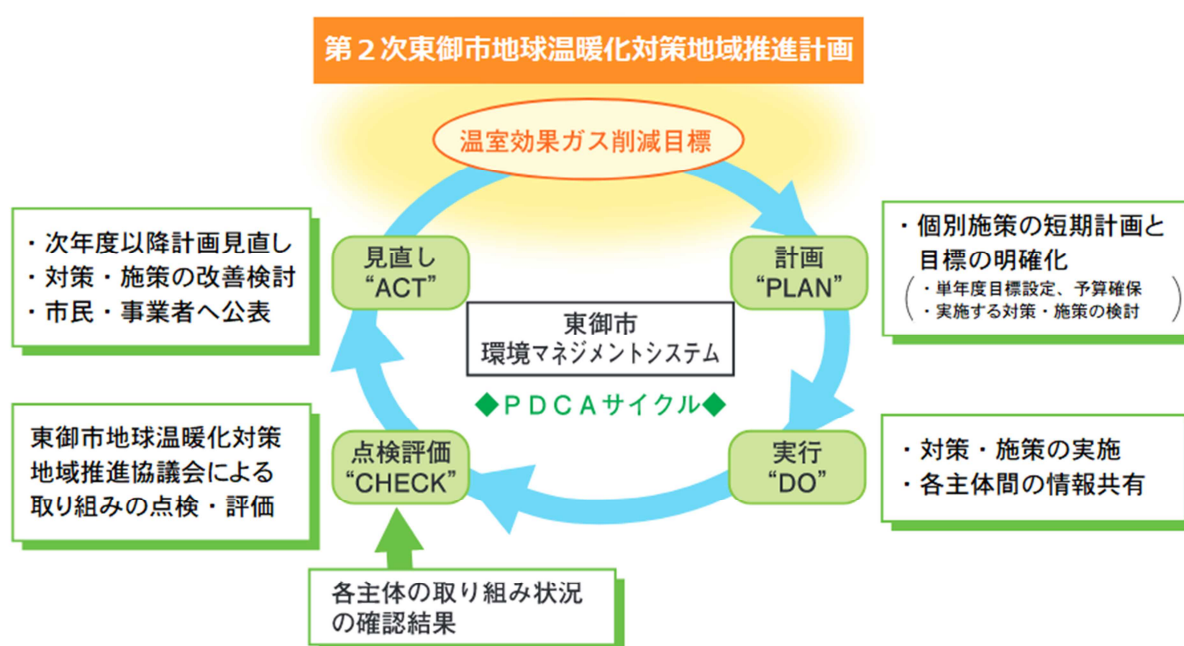 第２次東御市地球温暖化対策地域推進計画
温室効果ガス削減目標
・次年度以降計画見直し
・対策・施策の改善検討
・市民・事業者へ公表
見直し
“ACT”
計画
“PLAN”
・個別施策の短期計画と
目標の明確化
・単年度目標設定、予算確保
・実施する対策・施策の検討
東御市
環境マネジメントシステム
◆ＰＤＣＡサイクル◆
東御市地球温暖化対策
地域推進協議会による
取り組みの点検・評価
点検評価
“CHECK”
実行
“DO”
・対策・施策の実施
・各主体間の情報共有
各主体の取り組み状況
の確認結果